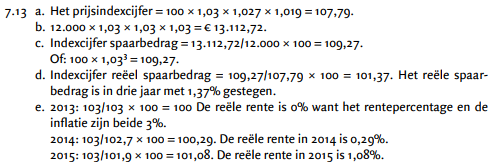 7.13 a. Het prijsindexcijfer = 100 × 1,03 × 1,027 × 1,019 = 107,79.
b. 12.000 × 1,03 × 1,03 × 1,03 = € 13.112,72.
c. Indexcijfer spaarbedrag = 13.112,72/12.000 × 100 = 109,27.
Of: 100 × 1,03³ = 109,27.
d. Indexcijfer reëel spaarbedrag = 109,27/107,79 × 100 = 101,37. Het reële spaar-
bedrag is in drie jaar met 1,37% gestegen.
e. 2013: 103/103 × 100 = 100 De reële rente is 0% want het rentepercentage en de
inflatie zijn beide 3%.
2014: 103/102,7 × 100 = 100,29. De reële rente in 2014 is 0,29%.
2015: 103/101,9 × 100 = 101,08. De reële rente in 2015 is 1,08%.